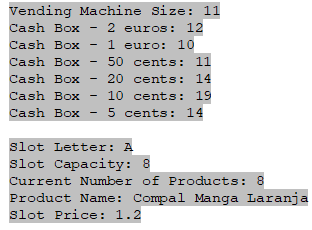 Vending Machine Size: 11
Cash Box - 2 euros: 12
Cash Box - 1 euro: 10
Cash Box - 50 cents: 11
Cash Box - 20 cents: 14
Cash Box - 10 cents: 19
Cash Box - 5 cents: 14
Slot Letter: A
Slot Capacity: 8
Current Number of Products: 8
Product Name: Compal Manga Laranja
Slot Price: 1.2